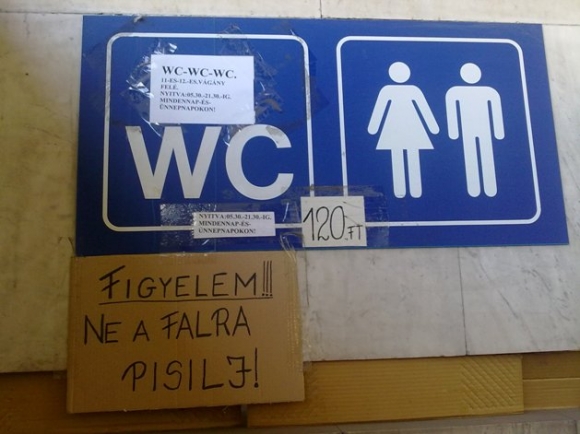 WC-WC-WC.
11-ES-12.-ES.VÁGÁNY
FELÉ.
NYITVA:05.30.-21.30.-IG.
MINDENNAP-ÉS-
ÜNNEPNAPOKON!
WC
NYITVA:05.30.-21.30.-IG.
MINDENNAP-ÉS-
ÜNNEPNAPOKON!
120.FT
FIGYELEM!!!
NE A FALRA
PISILJ!